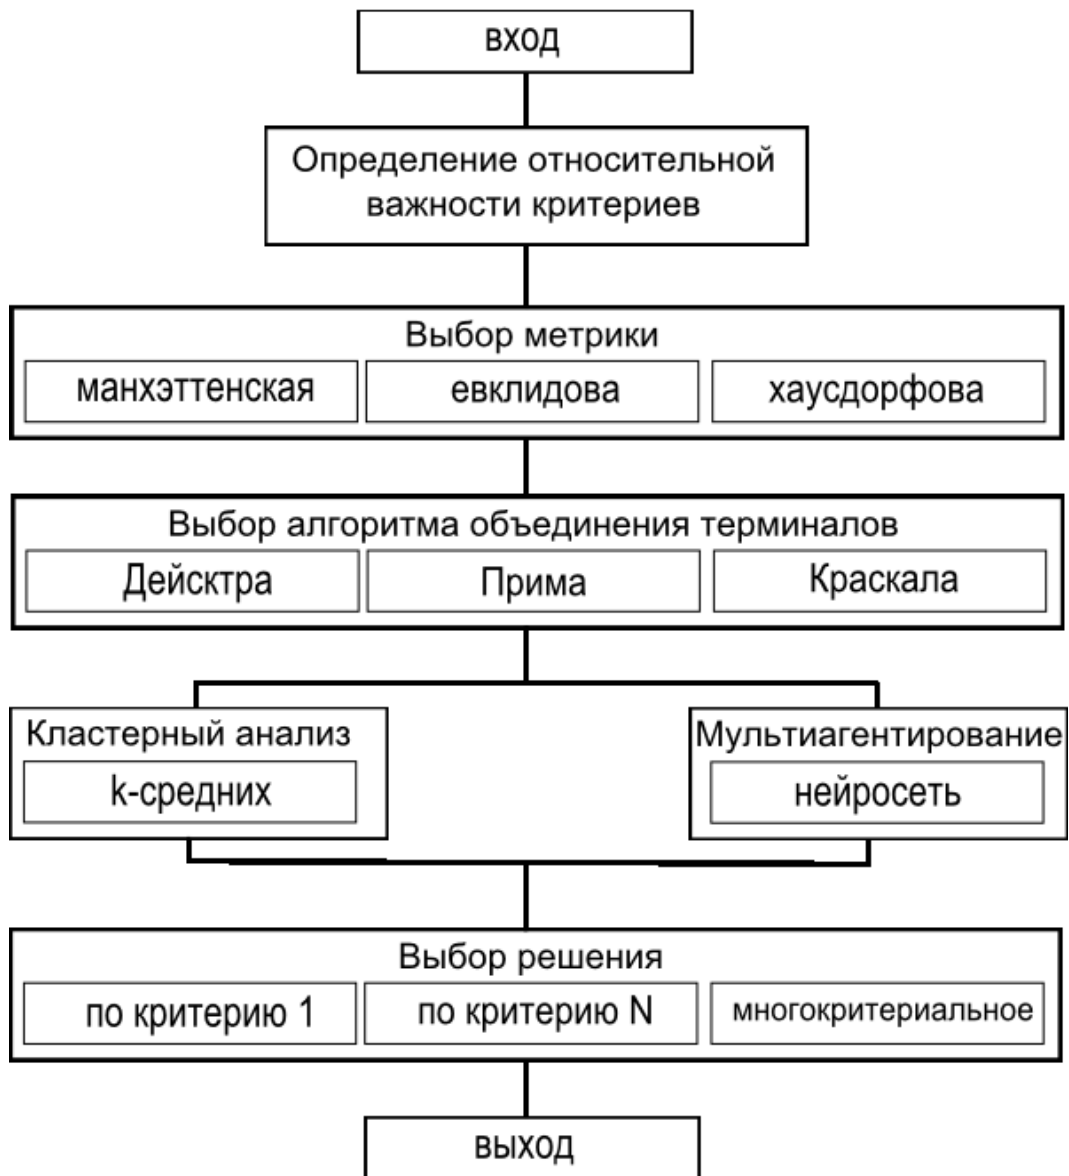 вход
Определение относительной
важности критериев
Выбор метрики
манхэттенская
евклидова
хаусдорфова
Выбор алгоритма объединения терминалов
Дейсктра
Прима
Краскала
Кластерный анализ
k-средних
Мультиагентирование
нейросеть
Выбор решения
по критерию 1
по критерию N
многокритериальное
выход